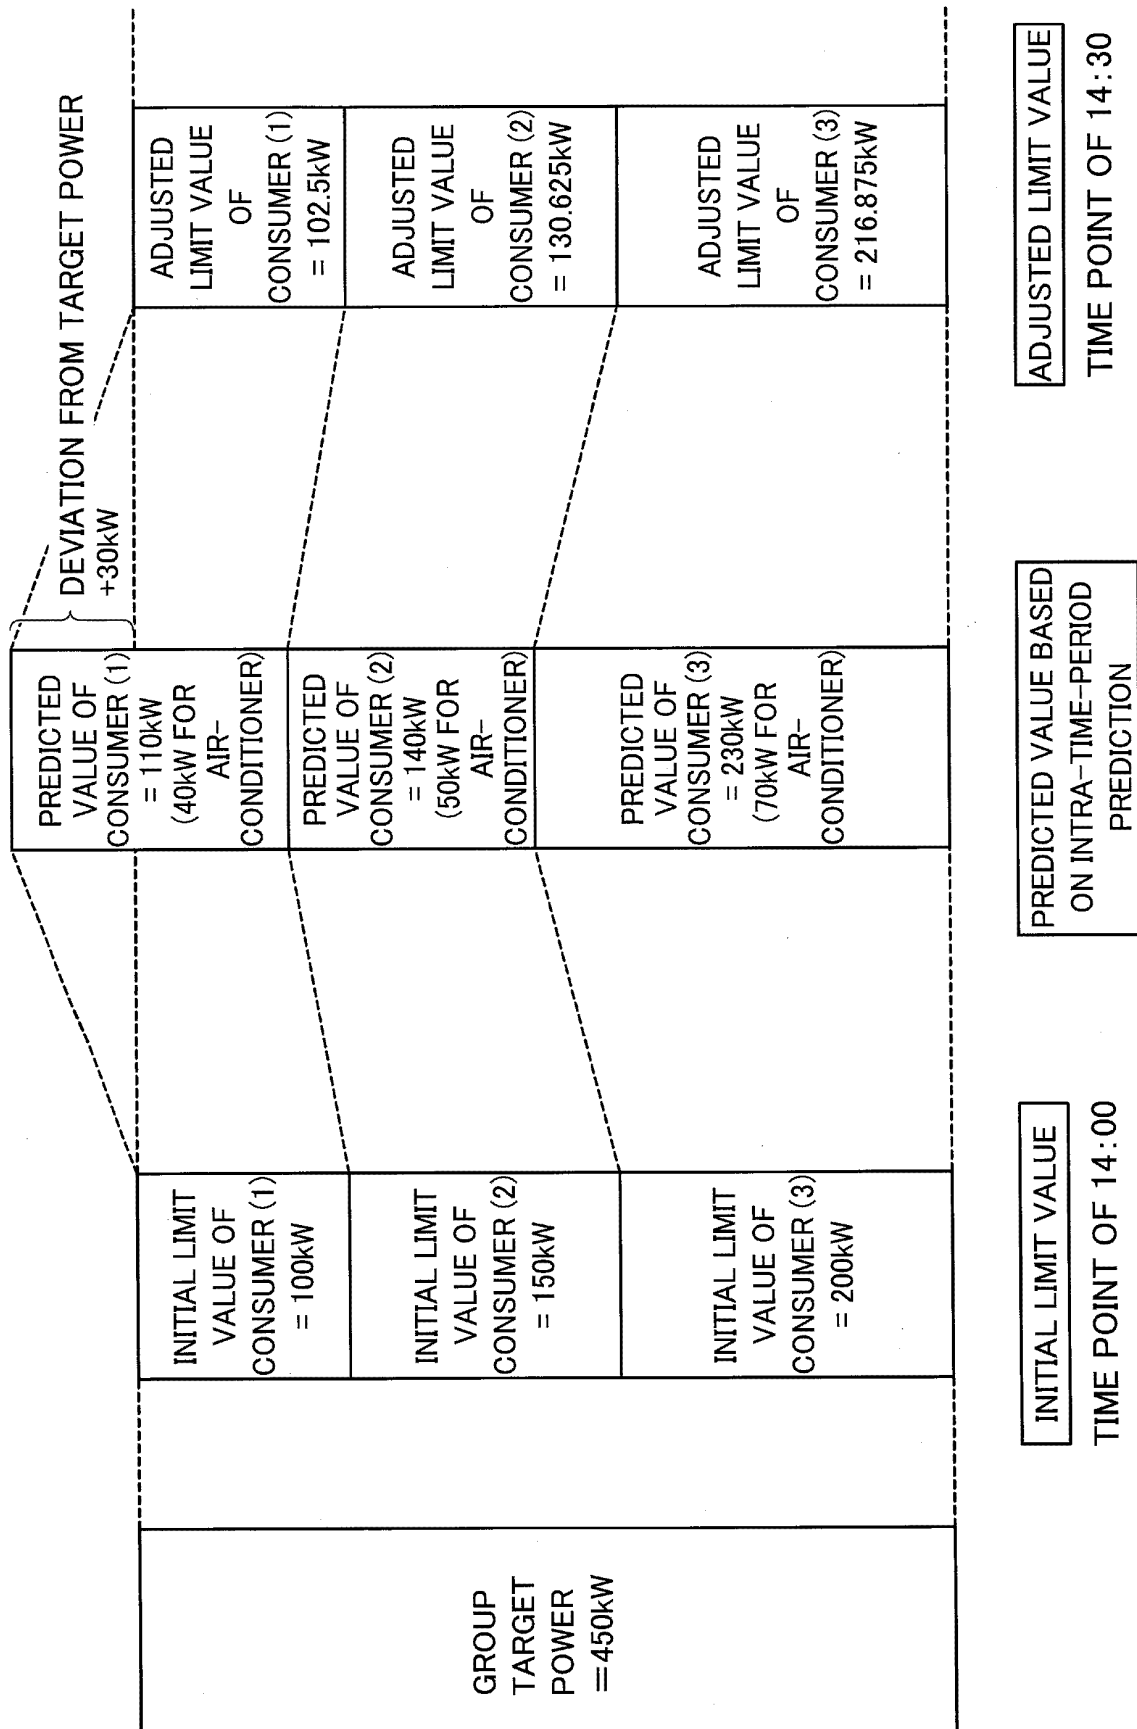 GROUP
TARGET
POWER
=450kW
INITIAL LIMIT
VALUE OF
CONSUMER (1)
= 100kW
INITIAL LIMIT
VALUE OF
CONSUMER (2)
= 150kW
INITIAL LIMIT
VALUE OF
CONSUMER (3)
= 200kW
INITIAL LIMIT VALUE
TIME POINT OF 14:00
PREDICTED
VALUE OF
CONSUMER (1)
= 110kW
(40kW FOR
AIR-
CONDITIONER)
PREDICTED
VALUE OF
CONSUMER (2)
= 140kW
(50kW FOR
AIR-
CONDITIONER)
PREDICTED
VALUE OF
CONSUMER (3)
= 230kW
(70kW FOR
AIR-
CONDITIONER)
PREDICTED VALUE BASED
ON INTRA-TIME-PERIOD
PREDICTION
DEVIATION FROM TARGET POWER
+30kW
ADJUSTED
LIMIT VALUE
OF
CONSUMER (1)
= 102.5kW
ADJUSTED
LIMIT VALUE
OF
CONSUMER (2)
= 130.625kW
ADJUSTED
LIMIT VALUE
OF
CONSUMER (3)
= 216.875kW
ADJUSTED LIMIT VALUE
TIME POINT OF 14:30